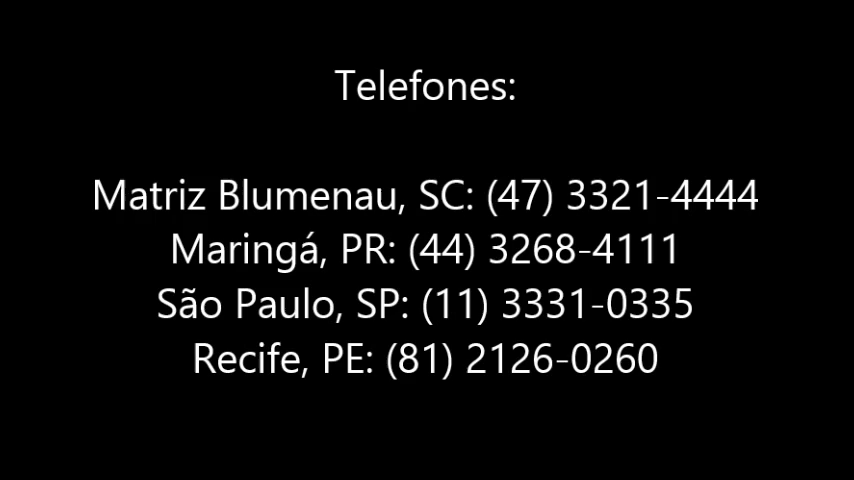 Telefones:
Matriz Blumenau, SC: (47) 3321-4444
Maringá, PR: (44) 3268-4111
São Paulo, SP: (11) 3331-0335
Recife, PE: (81) 2126-0260